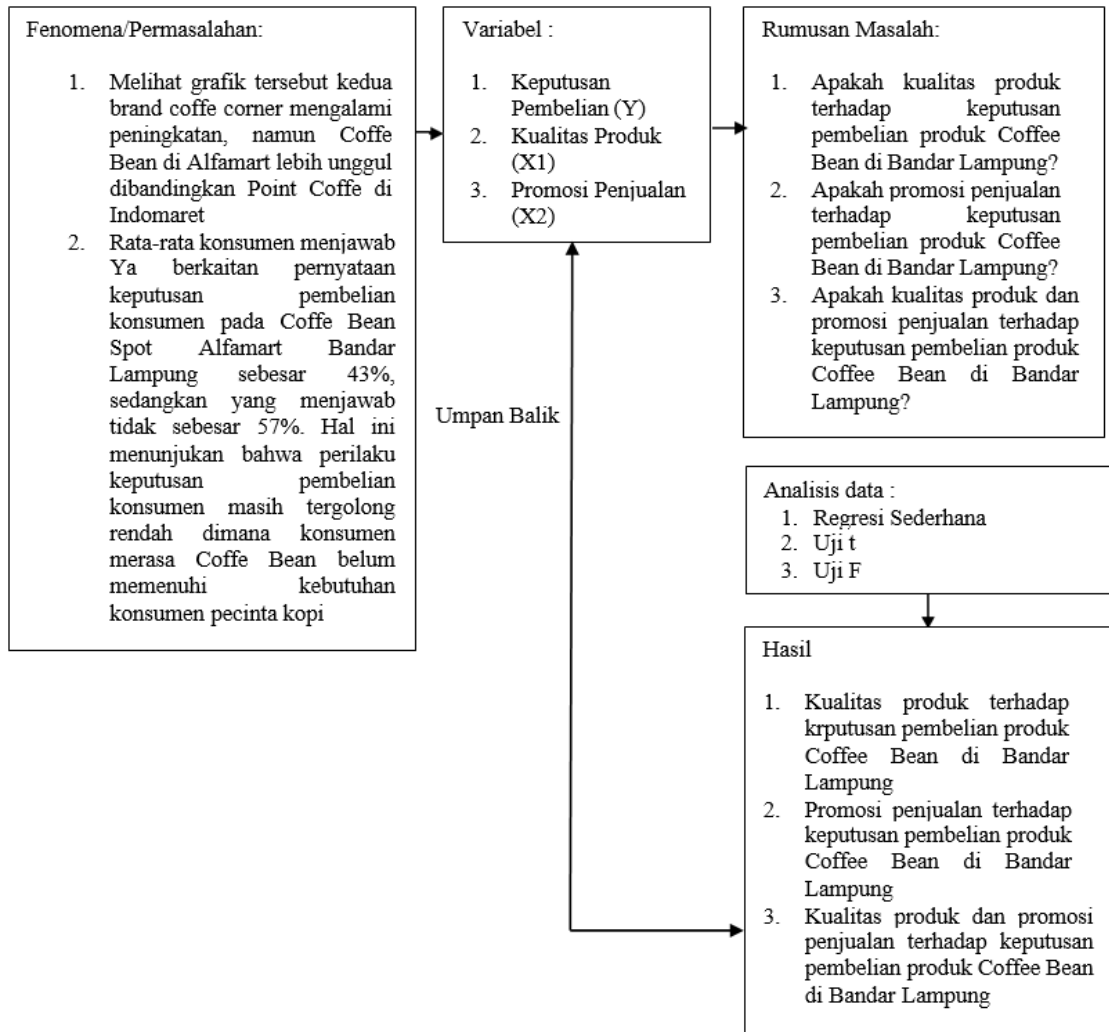 Fenomena/Permasalahan:
1. Melihat grafik tersebut kedua
brand coffe corner mengalami
peningkatan, namun Coffe
Bean di Alfamart lebih unggul
dibandingkan Point Coffe di
Indomaret
2. Rata-rata konsumen menjawab
Ya berkaitan pernyataan
keputusan pembelian
konsumen pada Coffe Bean
Spot Alfamart Bandar
Lampung sebesar 43%,
sedangkan yang menjawab
tidak sebesar 57%. Hal ini
menunjukan bahwa perilaku
keputusan pembelian
konsumen masih tergolong
rendah dimana konsumen
merasa Coffe Bean belum
memenuhi kebutuhan
konsumen pecinta kopi
Variabel :
1. Keputusan
Pembelian (Y)
2. Kualitas Produk
(X1)
3. Promosi Penjualan
(X2)
Umpan Balik
Rumusan Masalah:
1. Apakah kualitas produk
terhadap keputusan
pembelian produk Coffee
Bean di Bandar Lampung?
2. Apakah promosi penjualan
terhadap keputusan
pembelian produk Coffee
Bean di Bandar Lampung?
3. Apakah kualitas produk dan
promosi penjualan terhadap
keputusan pembelian produk
Coffee Bean di Bandar
Lampung?
Analisis data :
1. Regresi Sederhana
2. Uji t
3. Uji F
Hasil
1. Kualitas produk terhadap
krputusan pembelian produk
Coffee Bean di Bandar
Lampung
2. Promosi penjualan terhadap
keputusan pembelian produk
Coffee Bean di Bandar
Lampung
3. Kualitas produk dan promosi
penjualan terhadap keputusan
pembelian produk Coffee Bean
di Bandar Lampung